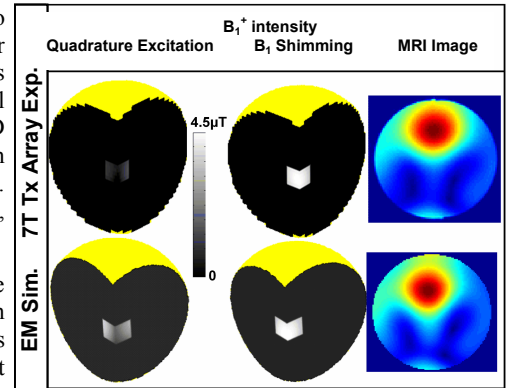 B₁⁺ intensity
Quadrature Excitation B₁ Shimming MRI Image
7T Tx Array Exp.
4.5µT
0
EM Sim.